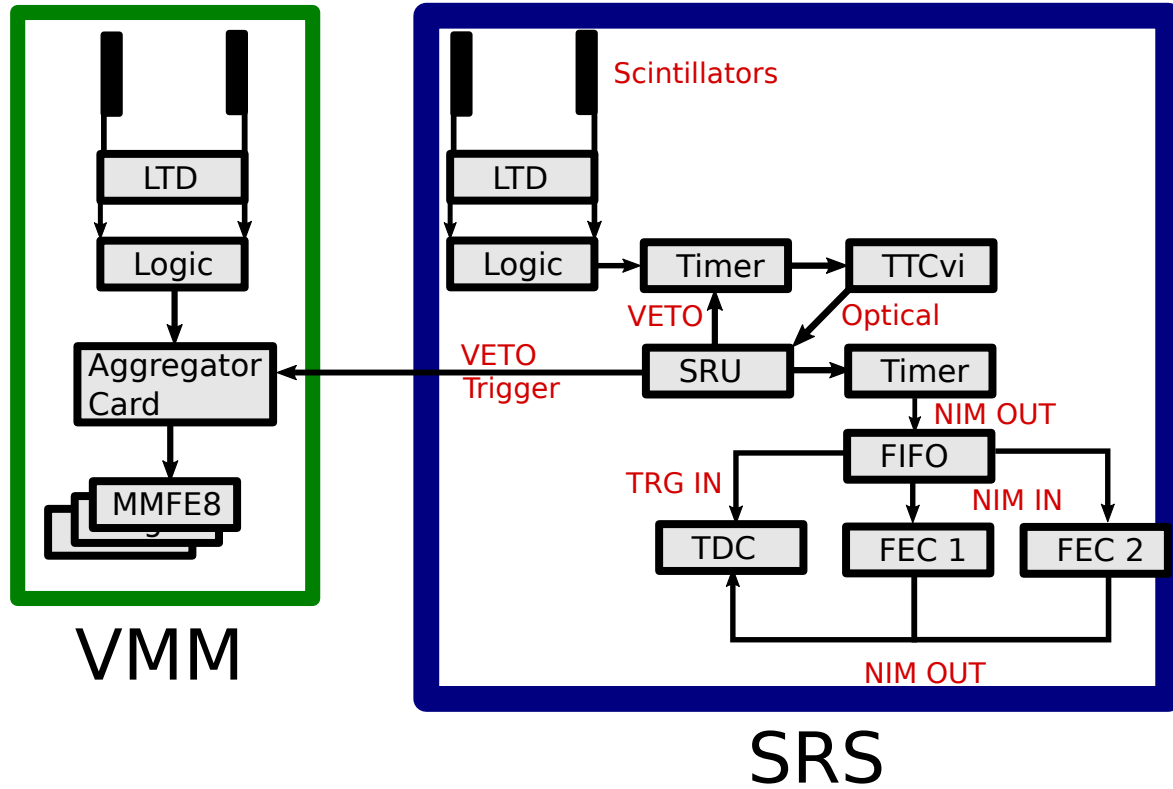 Scintillators
LTD
LTD
Logic
Logic
Timer
TTCvi
VETO
Optical
Aggregator
Card
VETO
Trigger
SRU
Timer
NIM OUT
FIFO
TRG IN
NIM IN
MMFE8
TDC
FEC 1
FEC 2
NIM OUT
VMM
SRS